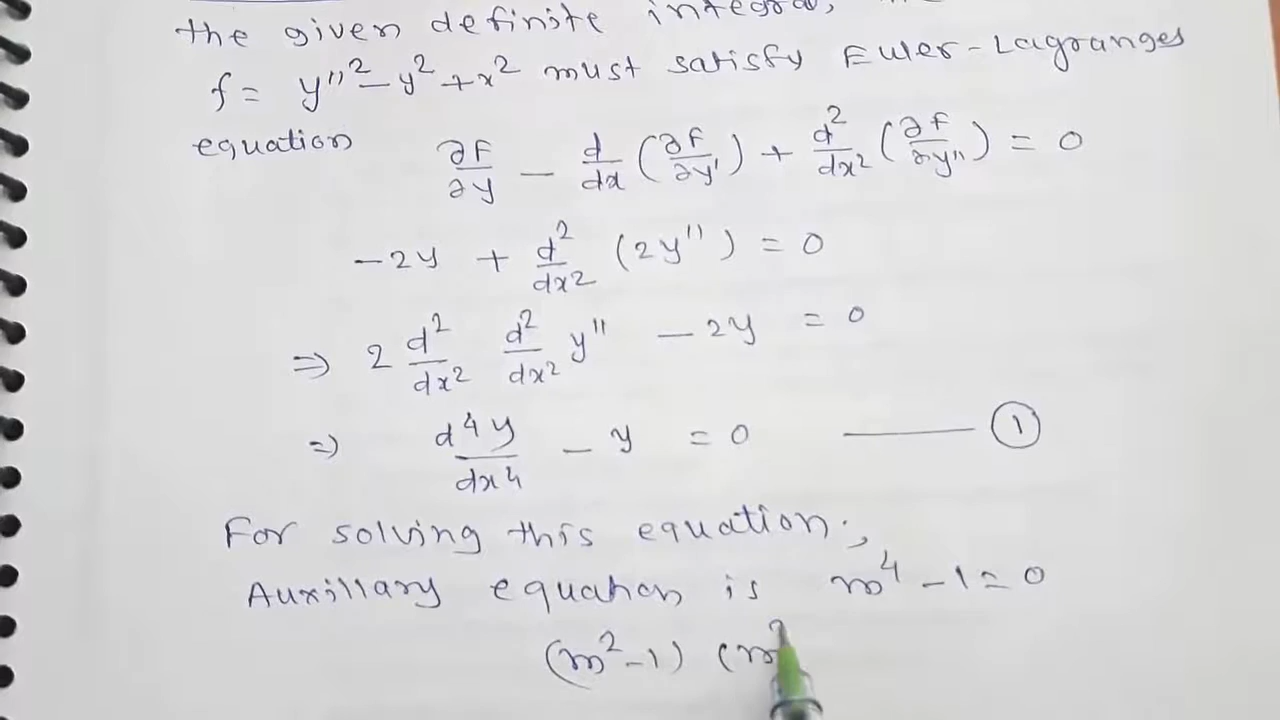 the given definite
f = y''² - y² + x² must satisfy Euler-Lagranges
equation ∂F/∂y - d/dx (∂F/∂y') + d²/dx² (∂F/∂y'') = 0
-2y + d²/dx² (2y'') = 0
⇒ 2 d²/dx² d²/dx² y'' - 2y = 0
⇒ d⁴y/dx⁴ - y = 0 ——— ①
For solving this equation.,
Auxillary equation is m⁴ - 1 = 0
(m² - 1) (m²